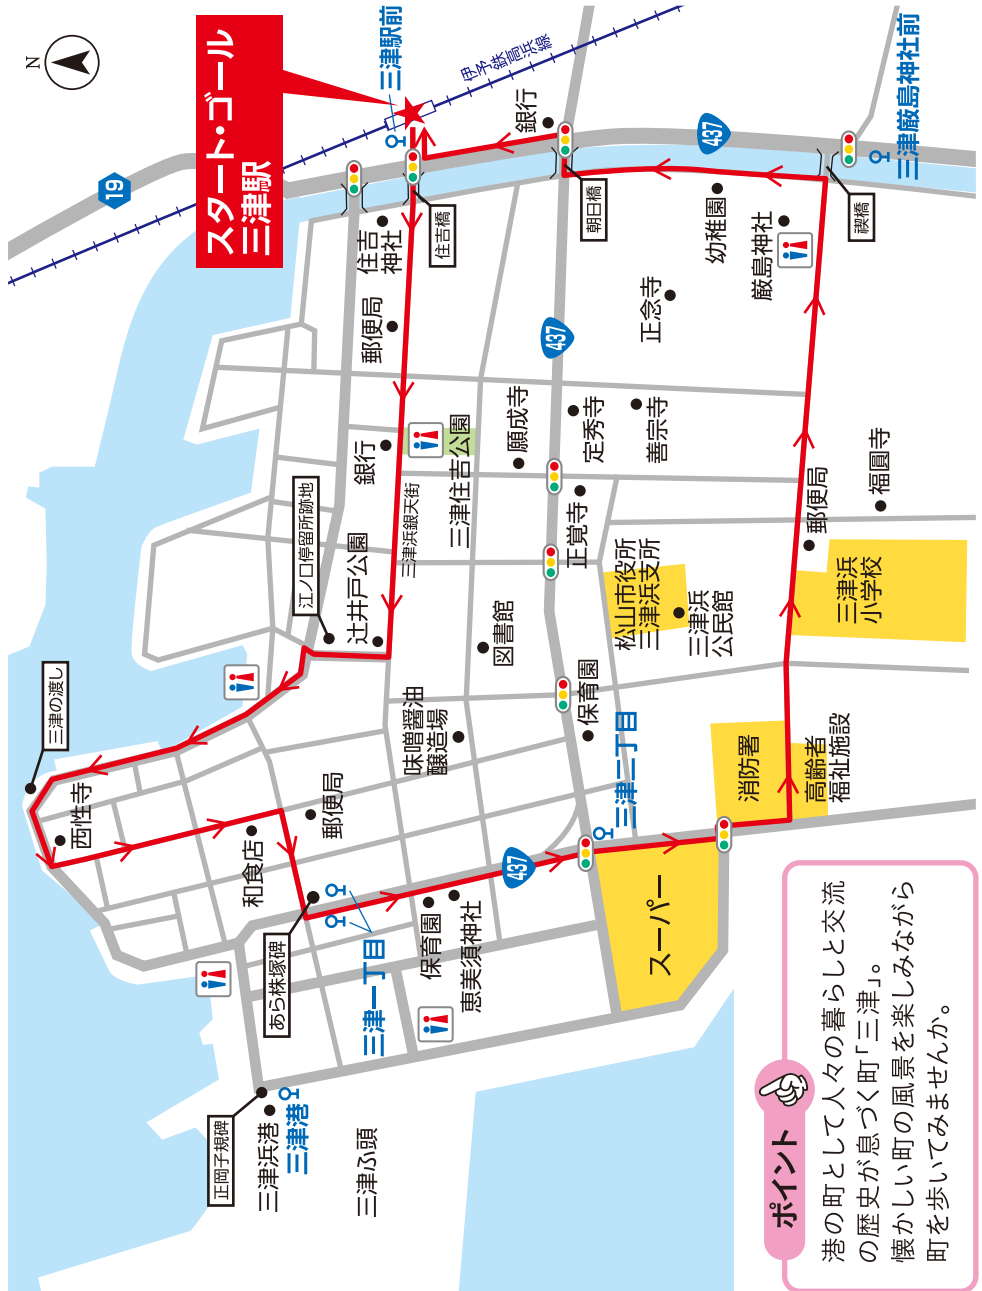 N
19
スタート・ゴール
三津駅
三津駅前
伊予鉄高浜線
銀行
437
三津厳島神社前
住吉
神社
住吉橋
朝日橋
幼稚園
厳島神社
禊橋
郵便局
正念寺
437
銀行
三津住吉公園
願成寺
定秀寺
善宗寺
福圓寺
江ノ口停留所跡地
辻井戸公園
三津浜銀天街
正覚寺
郵便局
松山市役所
三津浜支所
三津浜
公民館
三津浜
小学校
図書館
保育園
三津の渡し
西性寺
味噌醤油
醸造場
三津二丁目
消防署
高齢者
福祉施設
郵便局
和食店
437
あら株塚碑
三津一丁目
保育園
恵美須神社
スーパー
正岡子規碑
三津浜港
三津港
三津ふ頭
ポイント
港の町として人々の暮らしと交流
の歴史が息づく町「三津」。
懐かしい町の風景を楽しみながら
町を歩いてみませんか。